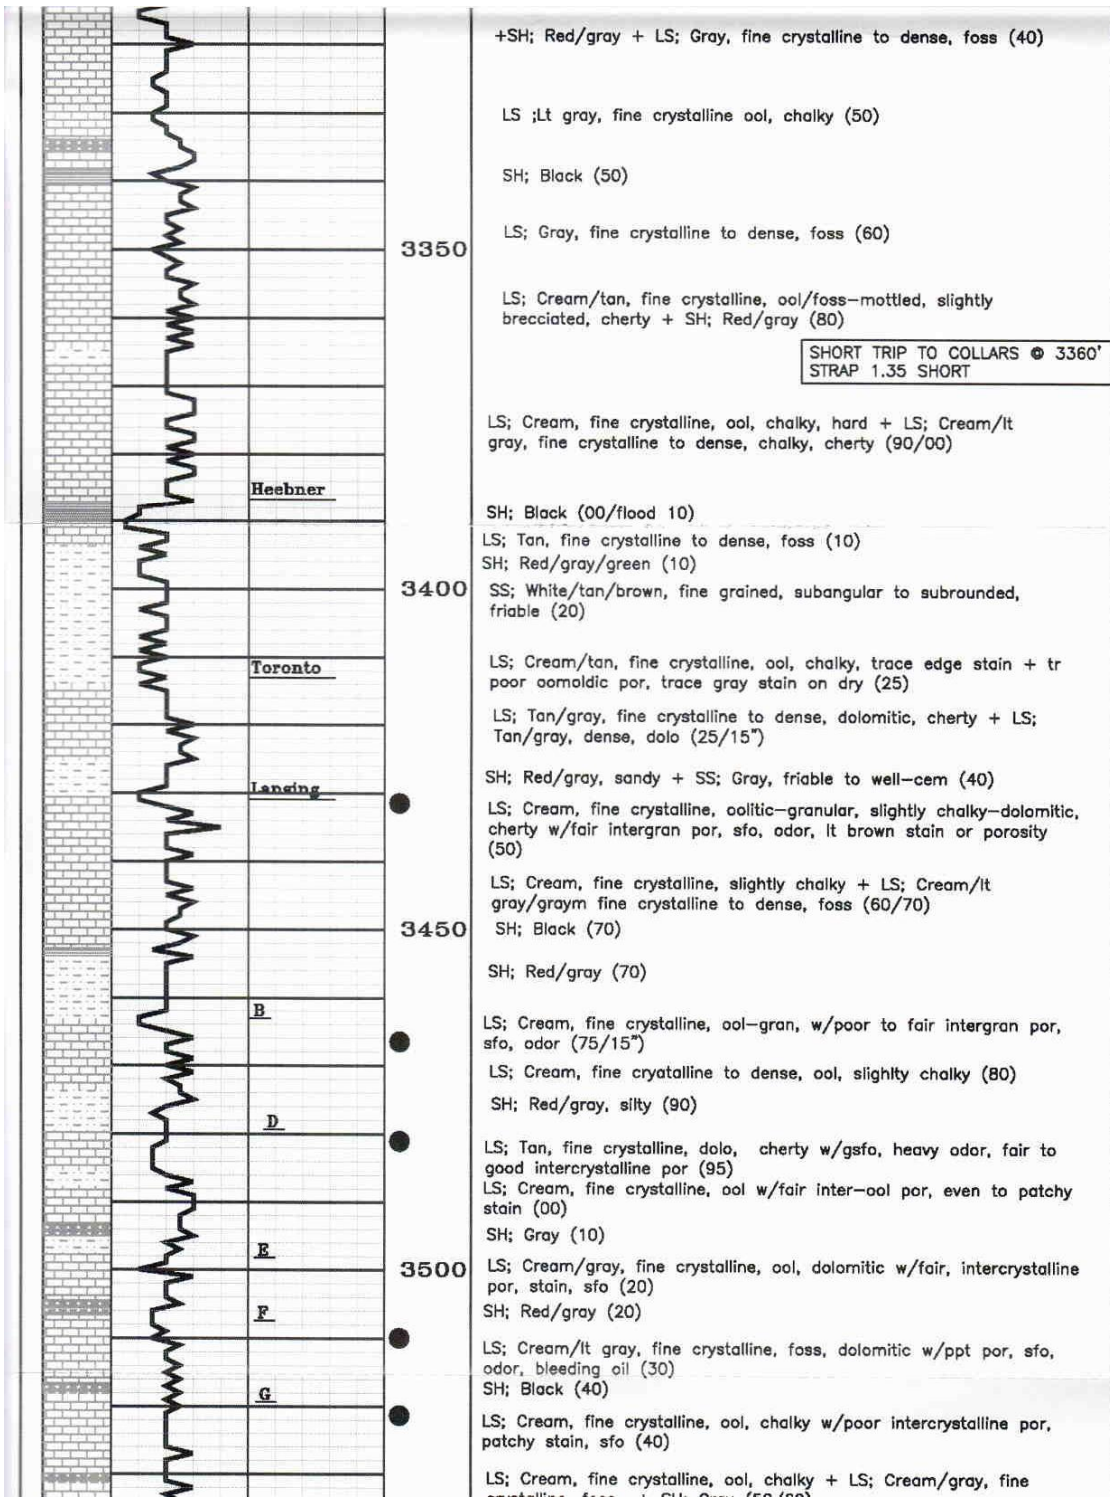 +SH; Red/gray + LS; Gray, fine crystalline to dense, foss (40)
LS ;Lt gray, fine crystalline ool, chalky (50)
SH; Black (50)
LS; Gray, fine crystalline to dense, foss (60)
3350
LS; Cream/tan, fine crystalline, ool/foss-mottled, slightly
brecciated, cherty + SH; Red/gray (80)
SHORT TRIP TO COLLARS @ 3360'
STRAP 1.35 SHORT
LS; Cream, fine crystalline, ool, chalky, hard + LS; Cream/lt
gray, fine crystalline to dense, chalky, cherty (90/00)
Heebner
SH; Black (00/flood 10)
LS; Tan, fine crystalline to dense, foss (10)
SH; Red/gray/green (10)
3400
SS; White/tan/brown, fine grained, subangular to subrounded,
friable (20)
Toronto
LS; Cream/tan, fine crystalline, ool, chalky, trace edge stain + tr
poor oomoldic por, trace gray stain on dry (25)
LS; Tan/gray, fine crystalline to dense, dolomitic, cherty + LS;
Tan/gray, dense, dolo (25/15")
Lansing
SH; Red/gray, sandy + SS; Gray, friable to well-cem (40)
LS; Cream, fine crystalline, oolitic-granular, slightly chalky-dolomitic,
cherty w/fair intergran por, sfo, odor, lt brown stain or porosity
(50)
LS; Cream, fine crystalline, slightly chalky + LS; Cream/lt
gray/graym fine crystalline to dense, foss (60/70)
3450
SH; Black (70)
SH; Red/gray (70)
B
LS; Cream, fine crystalline, ool-gran, w/poor to fair intergran por,
sfo, odor (75/15")
LS; Cream, fine cryatalline to dense, ool, slighlty chalky (80)
SH; Red/gray, silty (90)
D
LS; Tan, fine crystalline, dolo, cherty w/gsfo, heavy odor, fair to
good intercrystalline por (95)
LS; Cream, fine crystalline, ool w/fair inter-ool por, even to patchy
stain (00)
SH; Gray (10)
E
3500
LS; Cream/gray, fine crystalline, ool, dolomitic w/fair, intercrystalline
por, stain, sfo (20)
F
SH; Red/gray (20)
LS; Cream/lt gray, fine crystalline, foss, dolomitic w/ppt por, sfo,
odor, bleeding oil (30)
G
SH; Black (40)
LS; Cream, fine crystalline, ool, chalky w/poor intercrystalline por,
patchy stain, sfo (40)
LS; Cream, fine crystalline, ool, chalky + LS; Cream/gray, fine